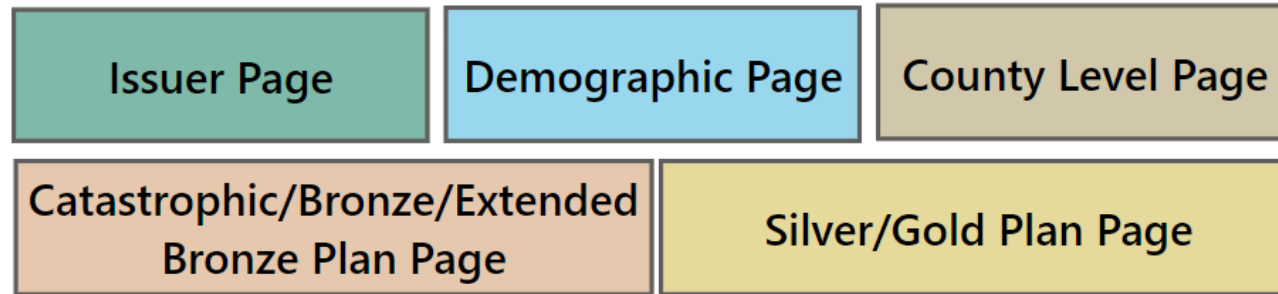 Issuer Page
Demographic Page
County Level Page
Catastrophic/Bronze/Extended
Bronze Plan Page
Silver/Gold Plan Page